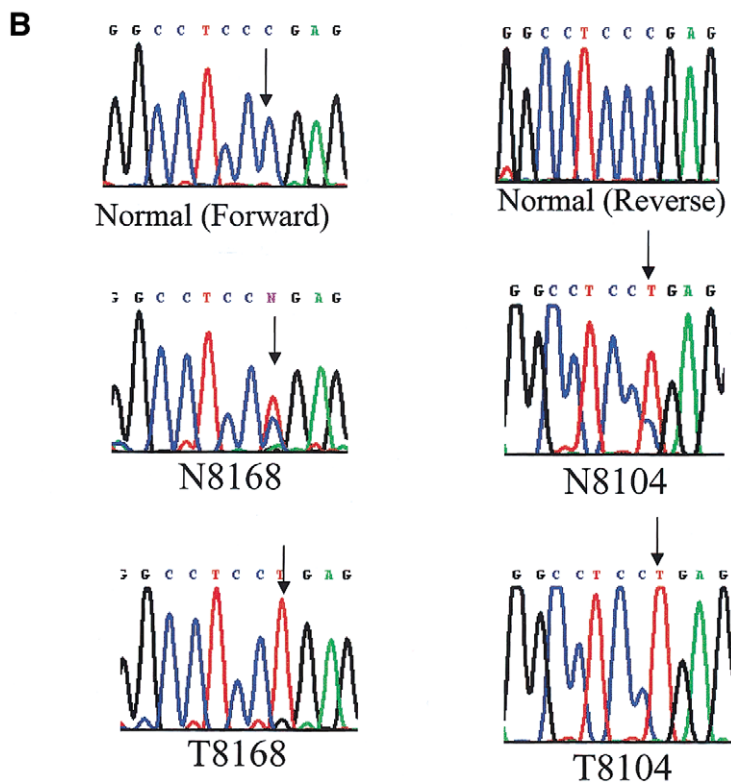 B
G G C C T C C C G A G
Normal (Forward)
G G C C T C C C G A G
Normal (Reverse)
G G C C T C C N G A G
N8168
G G C C T C C T G A G
N8104
G G C C T C C T G A G
T8168
G G C C T C C T G A G
T8104